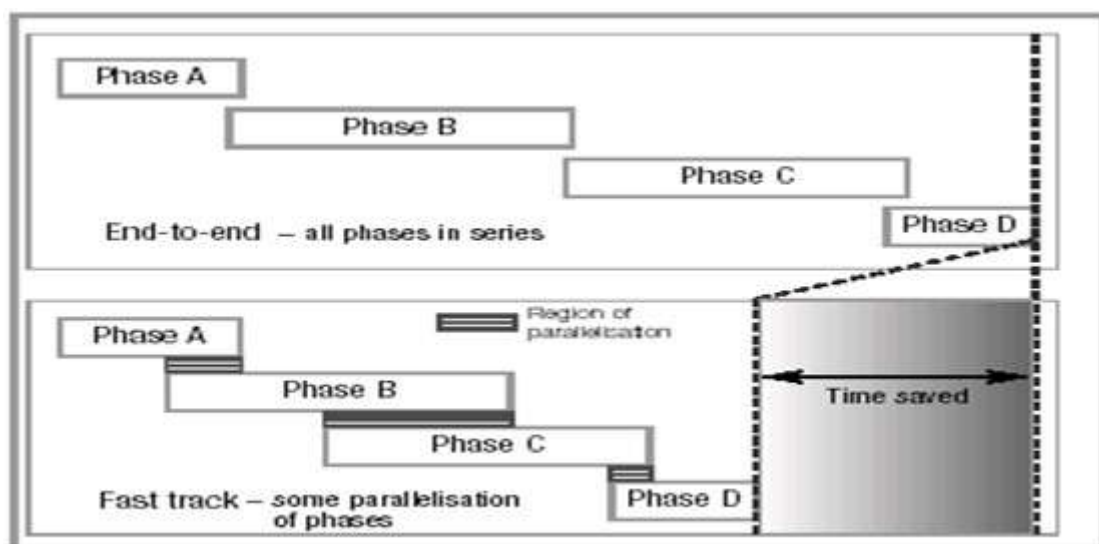 Phase A
Phase B
Phase C
Phase D
End-to-end – all phases in series
Region of
parallelisation
Phase A
Phase B
Time saved
Phase C
Phase D
Fast track – some parallelisation
of phases